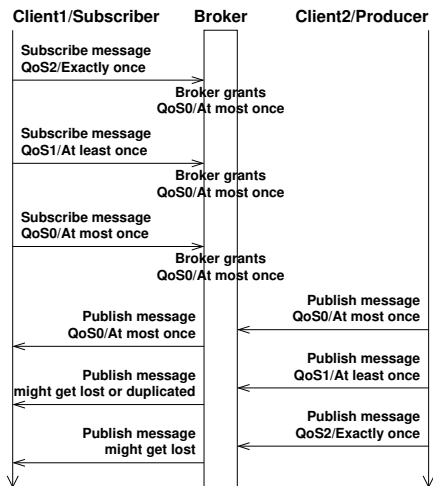 Client1/Subscriber Broker Client2/Producer
Subscribe message
QoS2/Exactly once
Broker grants
QoS0/At most once
Subscribe message
QoS1/At least once
Broker grants
QoS0/At most once
Subscribe message
QoS0/At most once
Broker grants
QoS0/At most once
Publish message
QoS0/At most once
Publish message
QoS0/At most once
Publish message
QoS1/At least once
Publish message
might get lost or duplicated
Publish message
QoS2/Exactly once
Publish message
might get lost